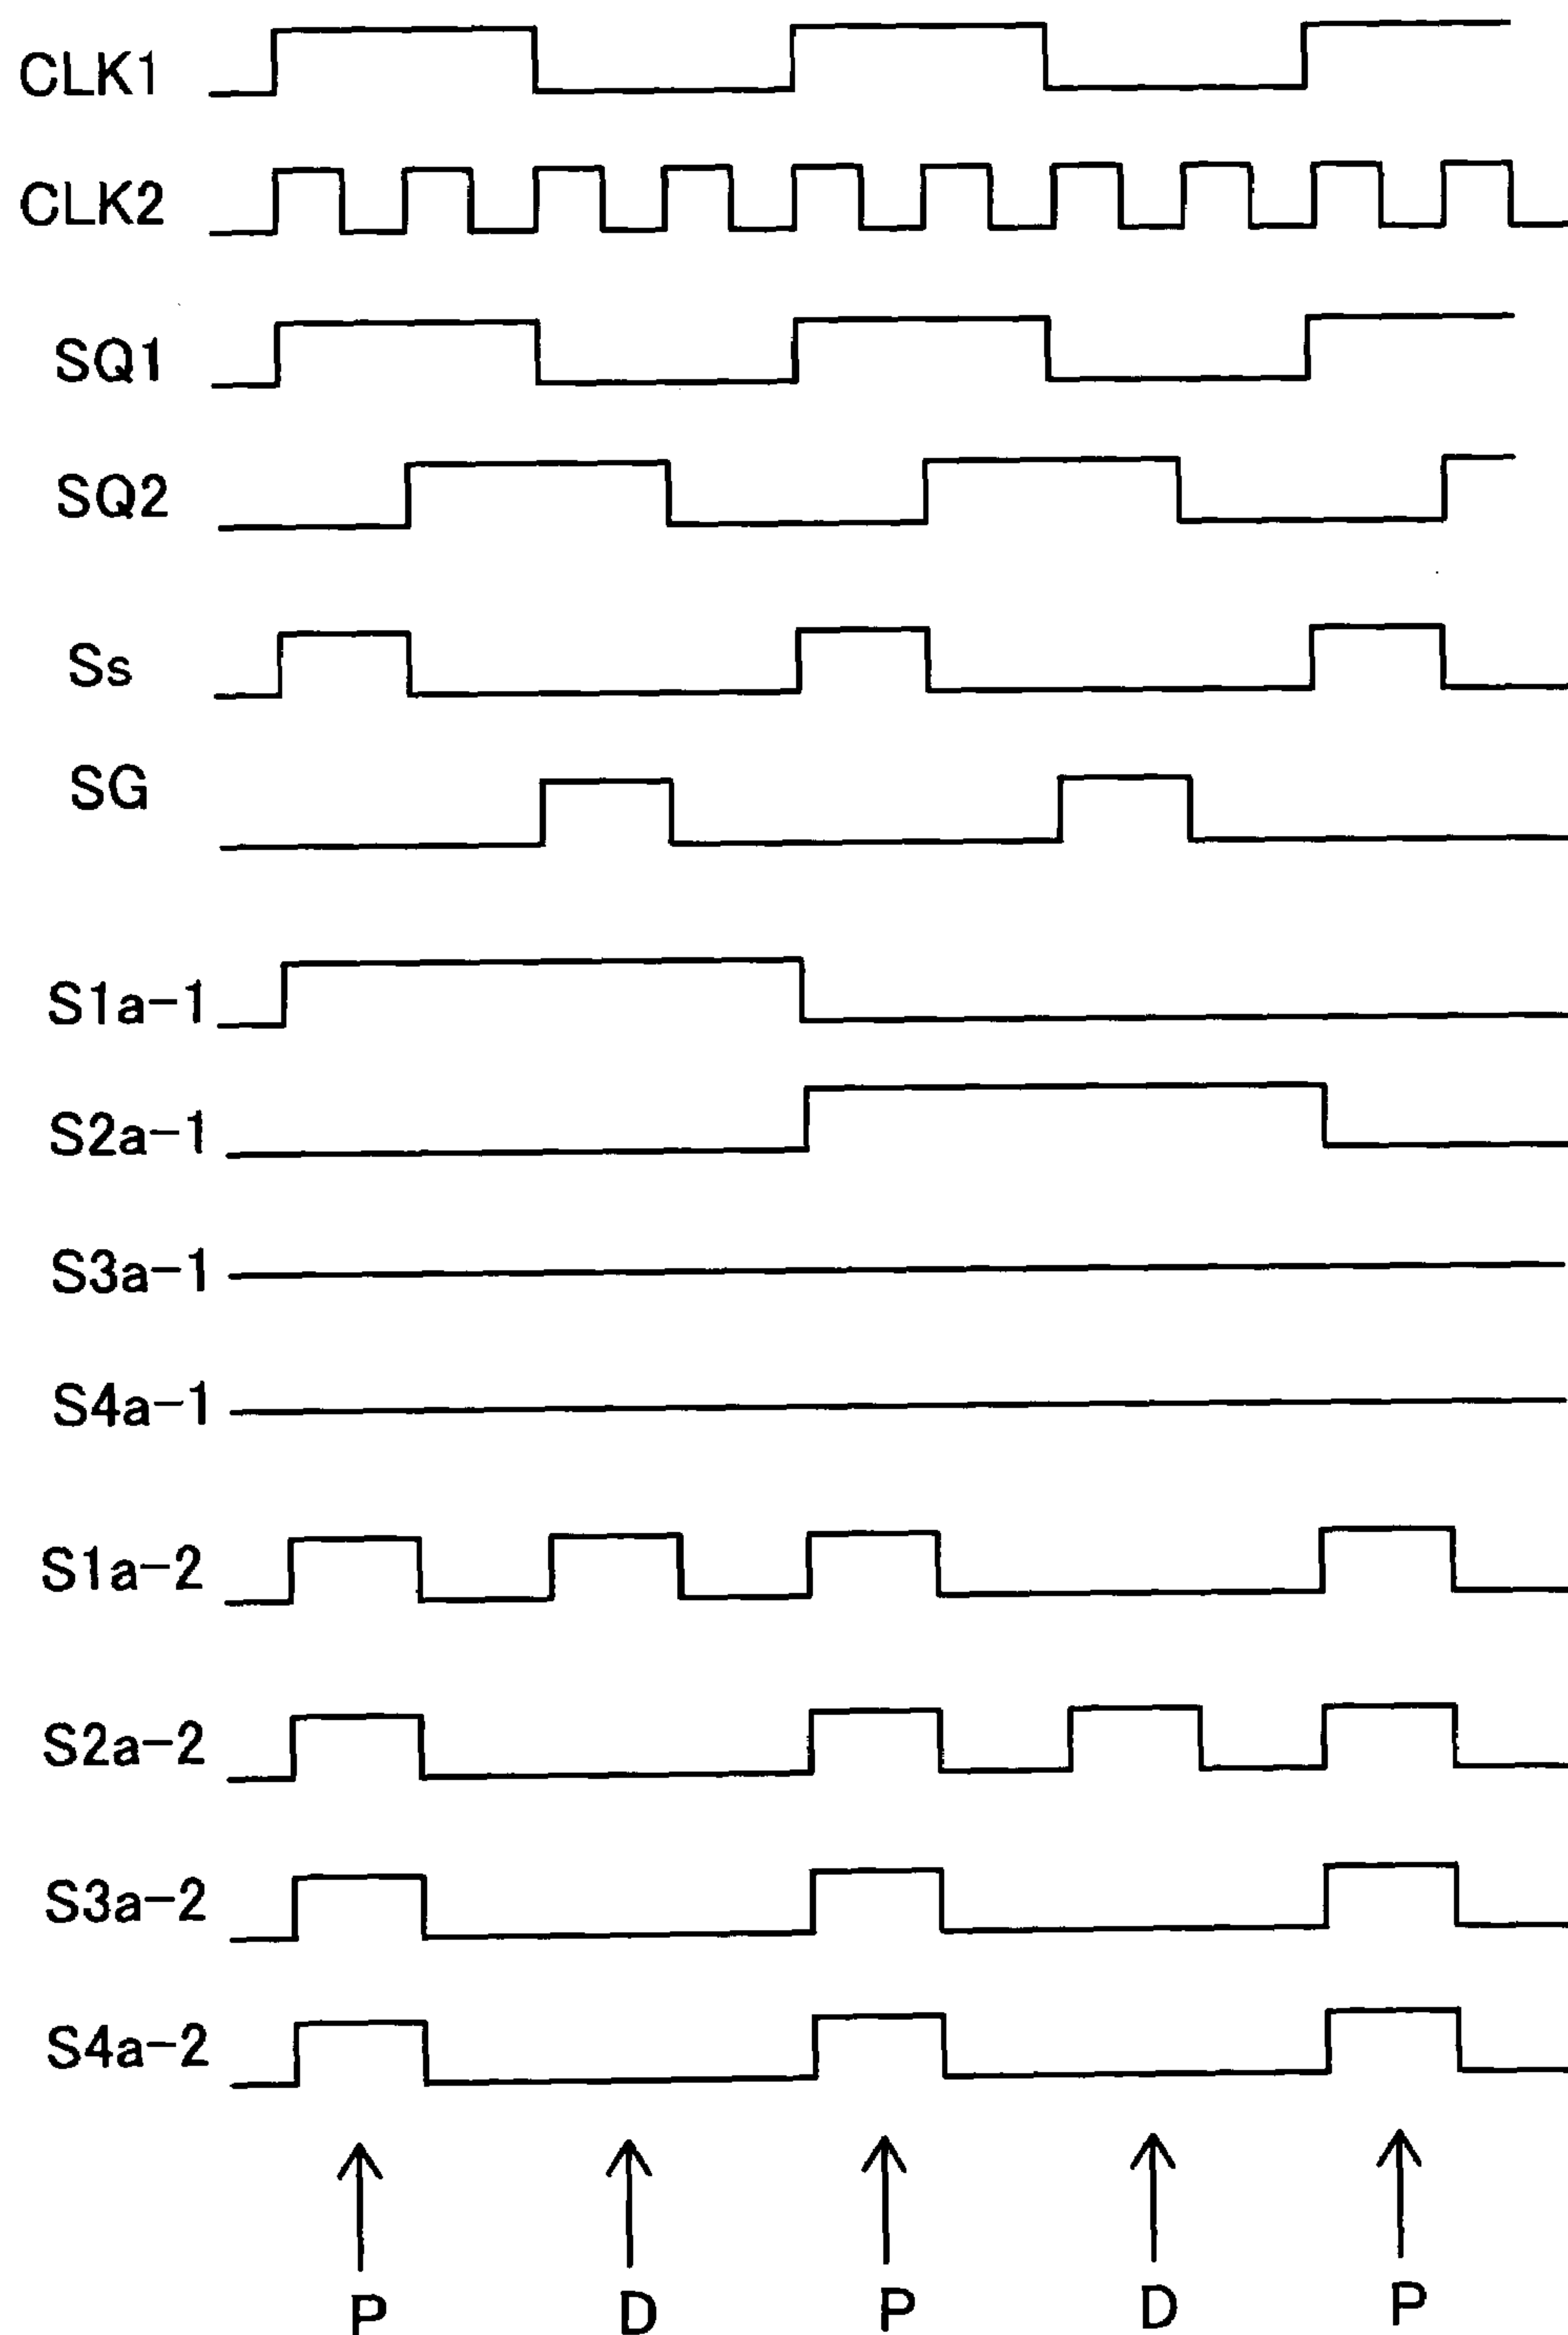 CLK1
CLK2
SQ1
SQ2
Ss
SG
S1a-1
S2a-1
S3a-1
S4a-1
S1a-2
S2a-2
S3a-2
S4a-2
P D P D P